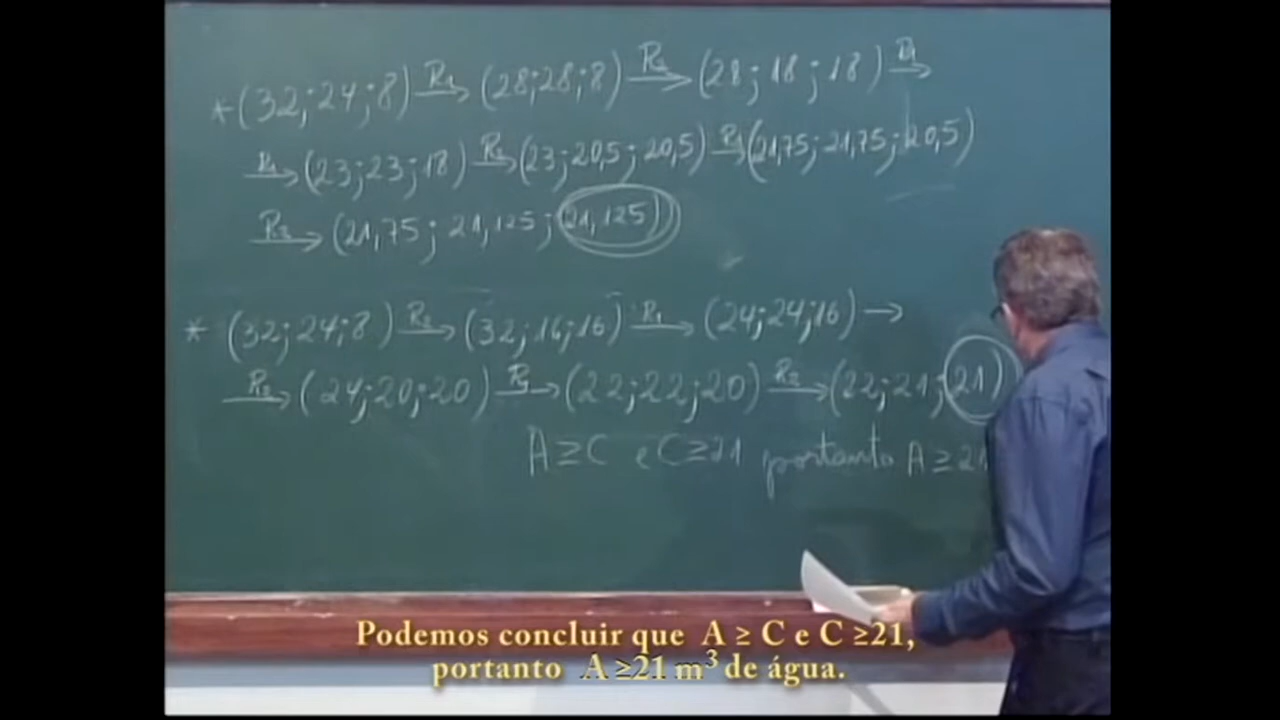 *(32;24;8) R₁→ (28;28;8) R₂→ (28;18;18) R₁→
R₁→ (23;23;18) R₂→ (23;20,5;20,5) R₁→ (21,75;21,75;20,5)
R₂→ (21,75;21,125;21,125)
* (32;24;8) R₂→ (32;16;16) R₁→ (24;24;16) →
R₂→ (24;20;20) R₁→ (22;22;20) R₂→ (22;21;21)
A≥C e C≥21 portanto A≥21
Podemos concluir que A ≥ C e C ≥21,
portanto A ≥21 m³ de água.